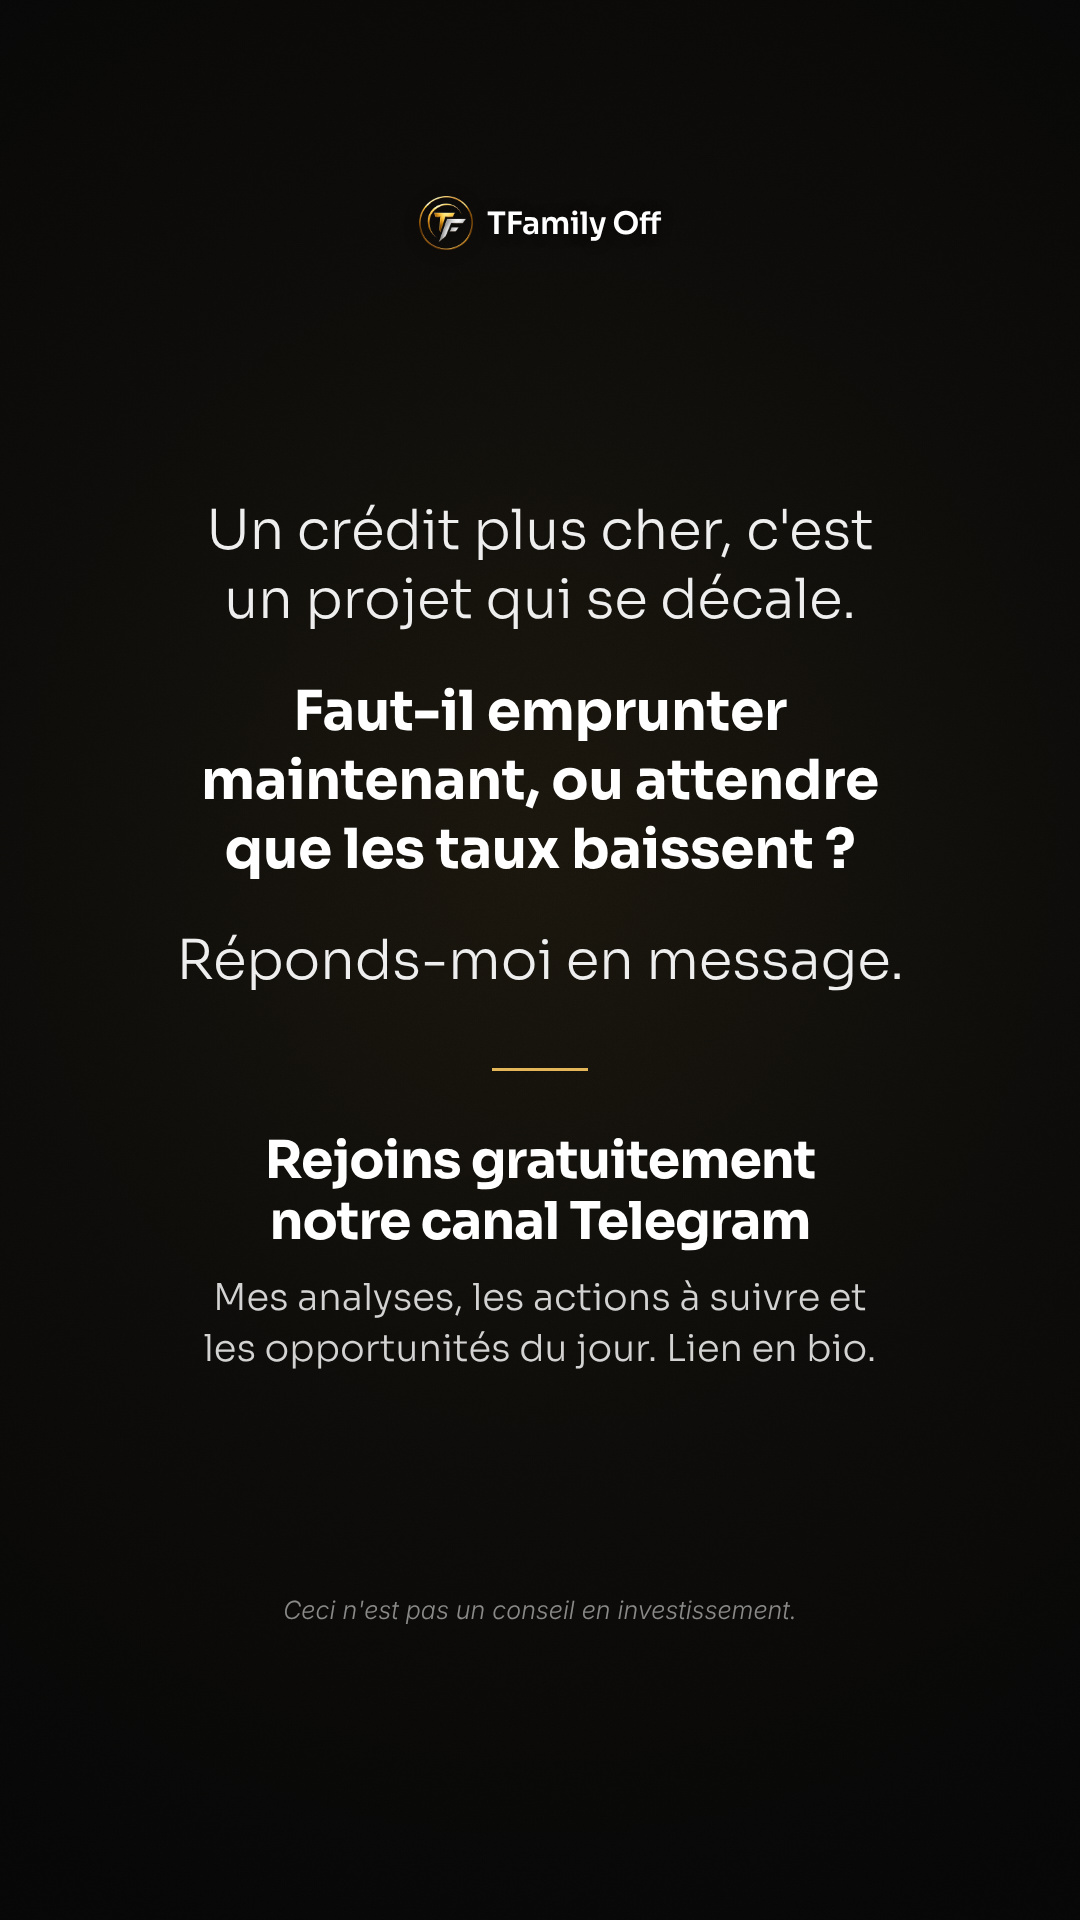 TF TFamily Off
Un crédit plus cher, c'est
un projet qui se décale.
Faut-il emprunter
maintenant, ou attendre
que les taux baissent ?
Réponds-moi en message.
Rejoins gratuitement
notre canal Telegram
Mes analyses, les actions à suivre et
les opportunités du jour. Lien en bio.
Ceci n'est pas un conseil en investissement.